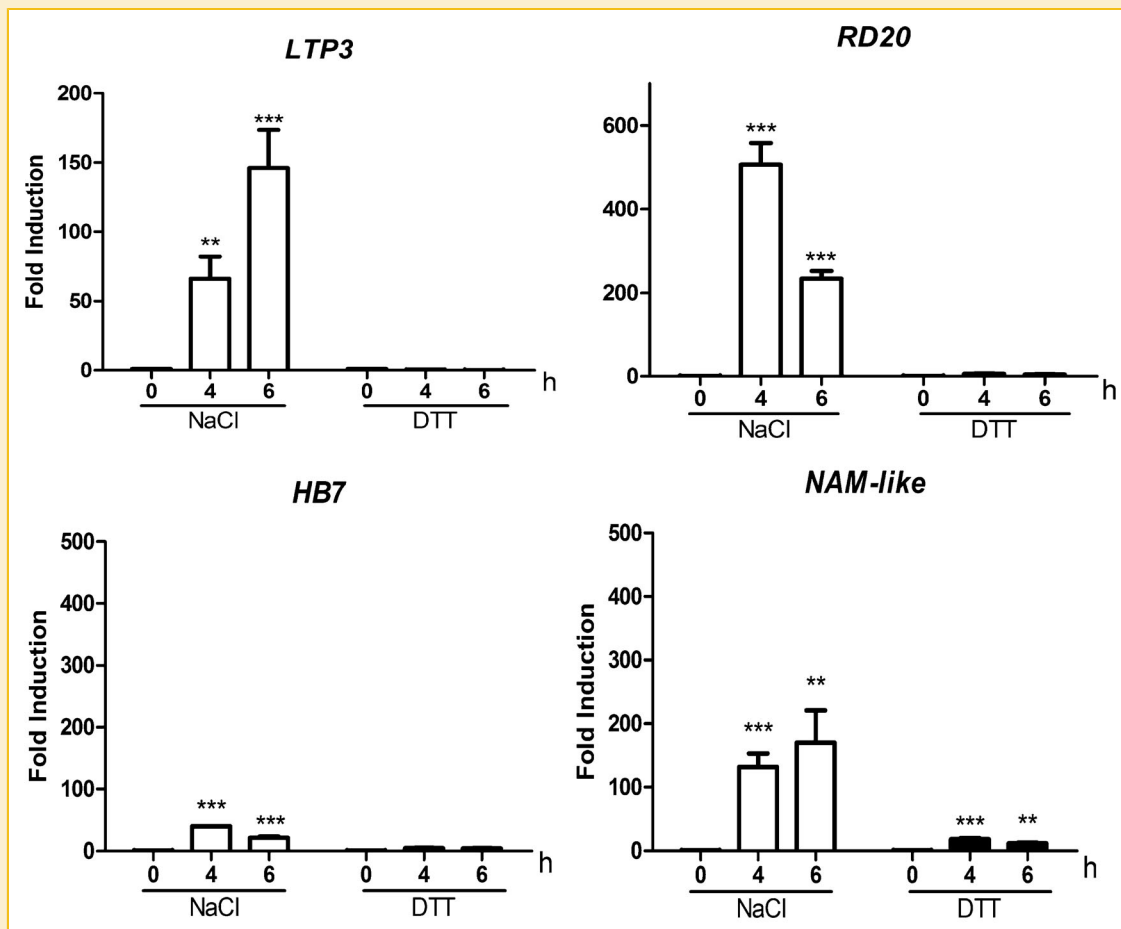 LTP3
Fold Induction
200
150
100
50
0
**
***
0 4 6 0 4 6 h
NaCl DTT
RD20
600
400
200
0
***
***
0 4 6 0 4 6 h
NaCl DTT
HB7
Fold Induction
500
400
300
200
100
0
*** ***
0 4 6 0 4 6 h
NaCl DTT
NAM-like
Fold Induction
500
400
300
200
100
0
*** ** *** **
0 4 6 0 4 6 h
NaCl DTT